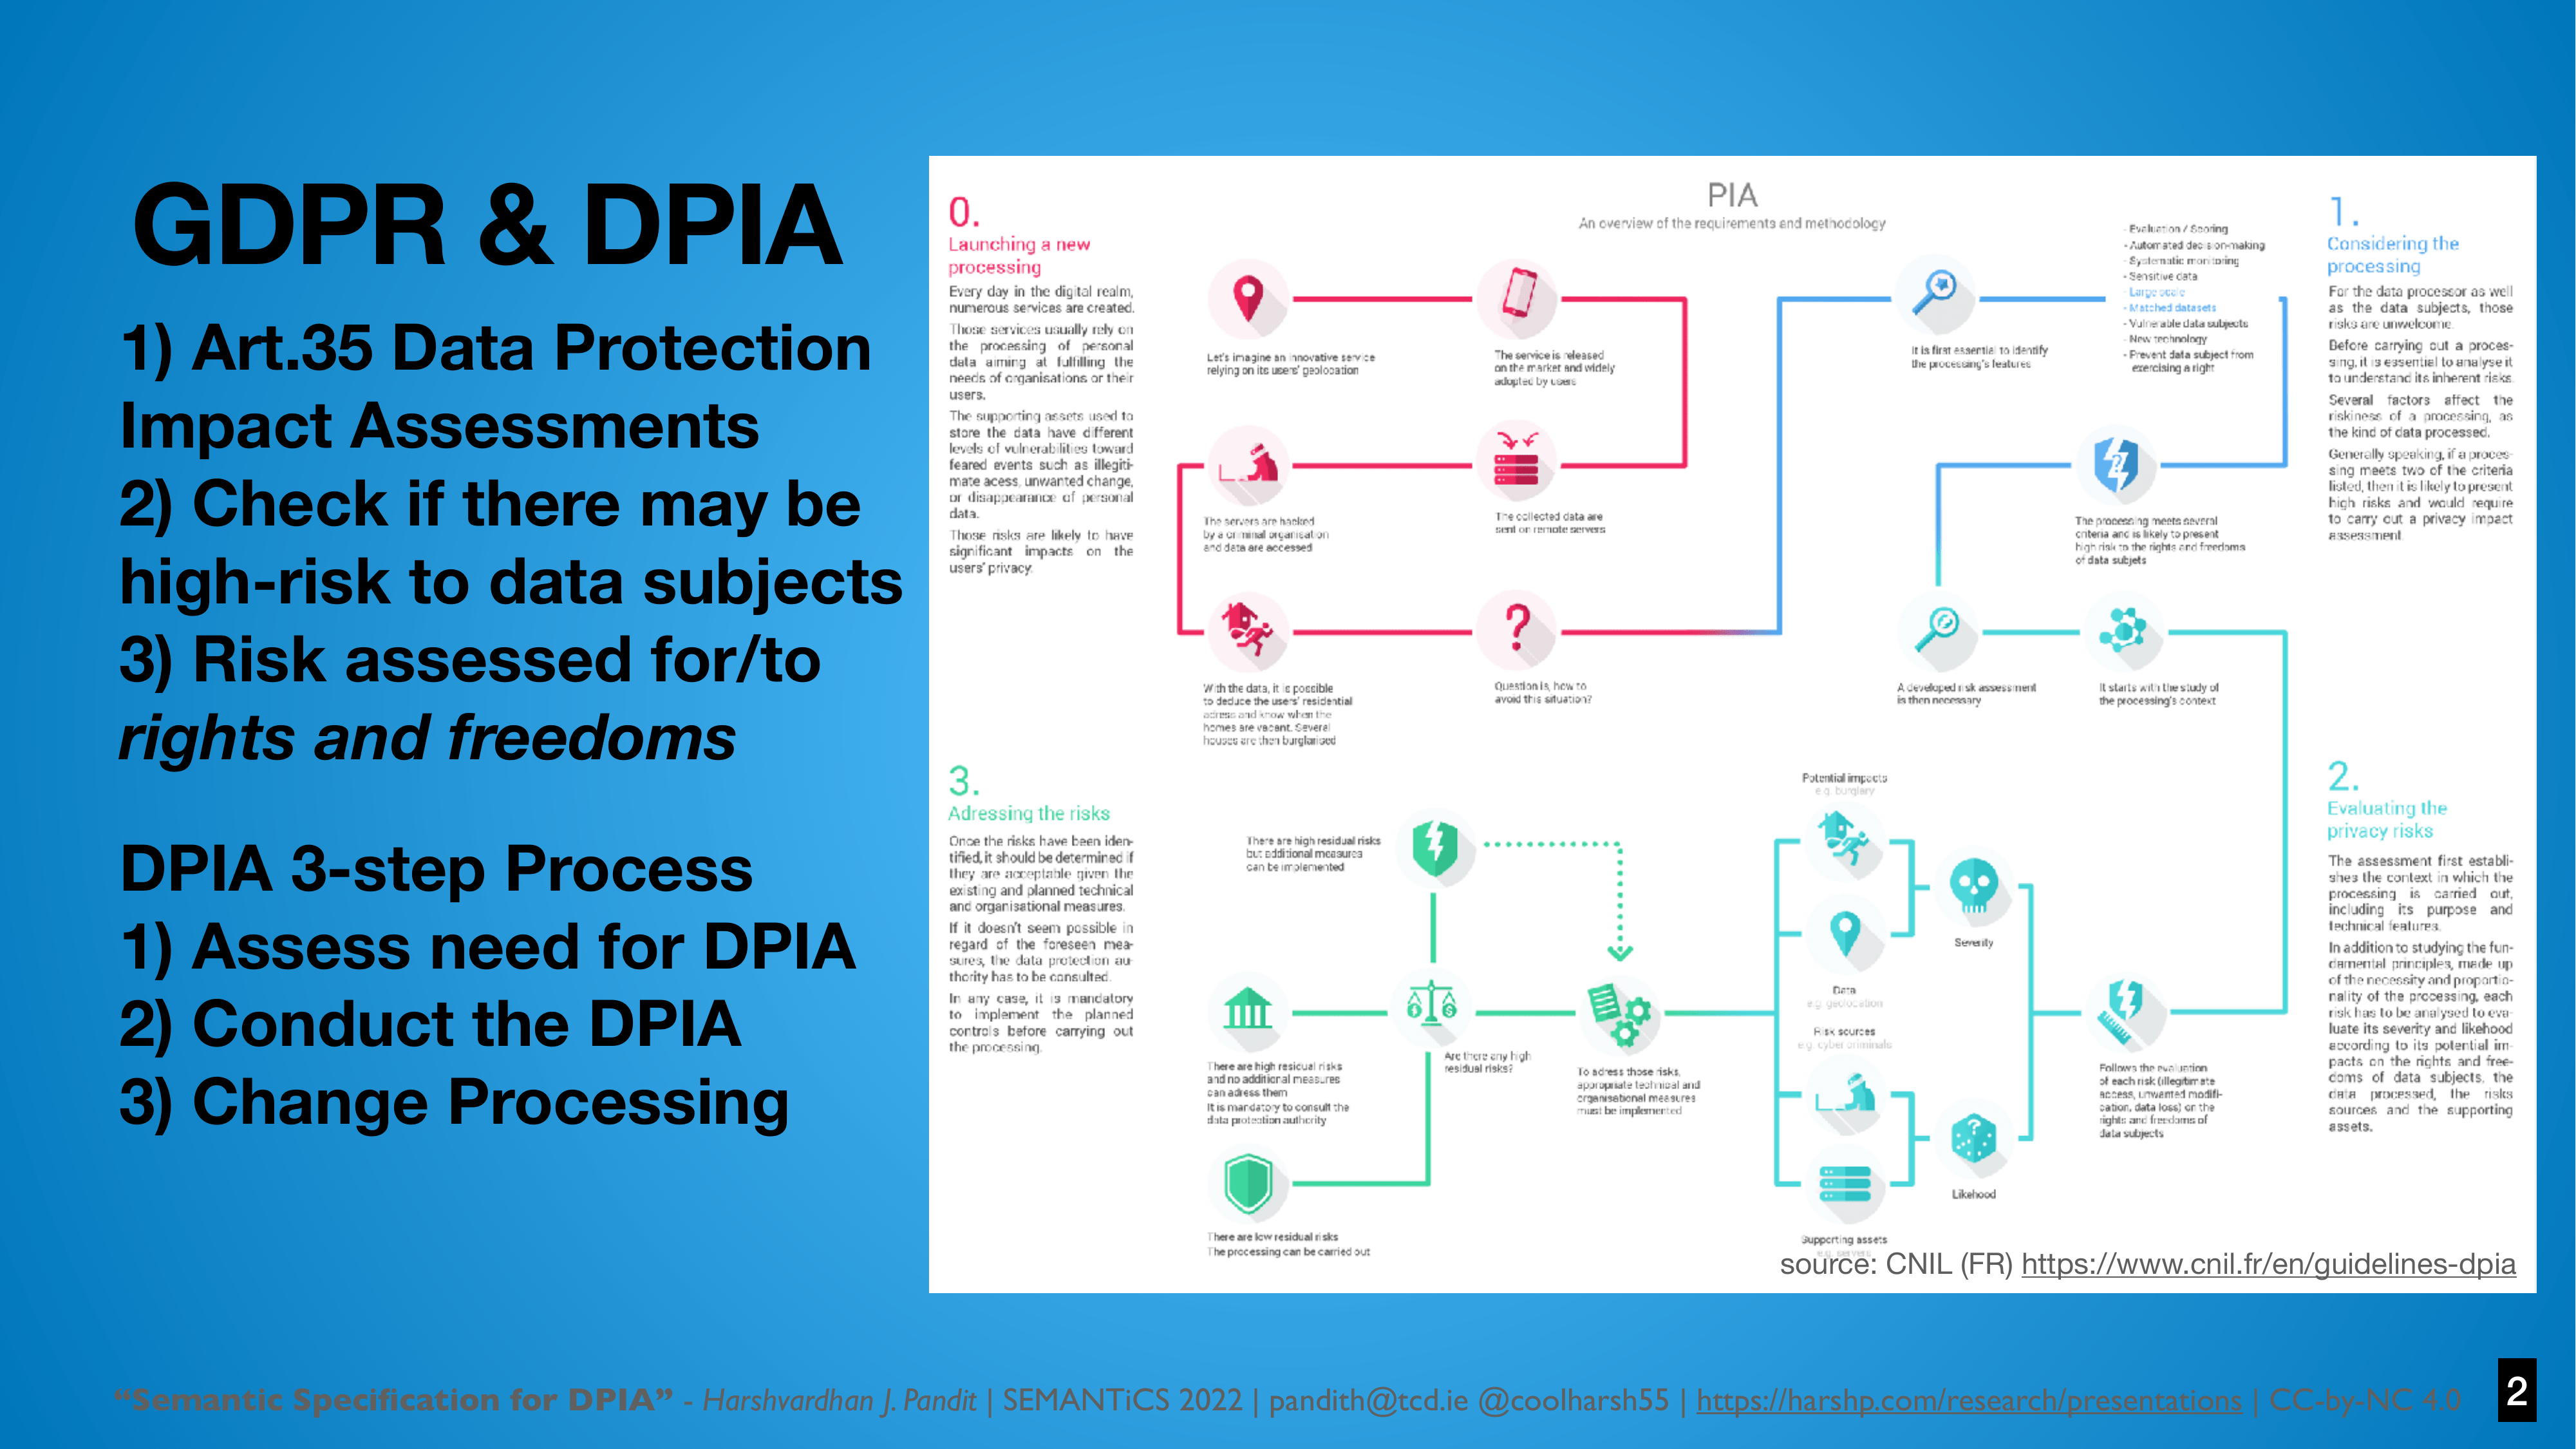 GDPR & DPIA
1) Art.35 Data Protection
Impact Assessments
2) Check if there may be
high-risk to data subjects
3) Risk assessed for/to
rights and freedoms
DPIA 3-step Process
1) Assess need for DPIA
2) Conduct the DPIA
3) Change Processing
PIA
An overview of the requirements and methodology
0.
Launching a new
processing
Every day in the digital realm,
numerous services are created.
Those services usually rely on
the processing of personal
data aiming at fulfilling the
needs of organisations or their
users.
The supporting assets used to
store the data have different
levels of vulnerabilities toward
feared events such as illegiti-
mate acess, unwanted change,
or disappearance of personal
data.
Those risks are likely to have
significant impacts on the
users' privacy.
Let's imagine an innovative service
relying on its users' geolocation
The service is released
on the market and widely
adopted by users
The servers are hacked
by a criminal organisation
and data are accessed
The collected data are
sent on remote servers
With the data, it is possible
to deduce the users' residential
adress and know when the
homes are vacant. Several
houses are then burglarised
Question is, how to
avoid this situation?
It is first essential to identify
the processing's features
- Evaluation / Scoring
- Automated decision-making
- Systematic monitoring
- Sensitive data
- Large scale
- Matched datasets
- Vulnerable data subjects
- New technology
- Prevent data subject from
exercising a right
1.
Considering the
processing
For the data processor as well
as the data subjects, those
risks are unwelcome.
Before carrying out a proces-
sing, it is essential to analyse it
to understand its inherent risks.
Several factors affect the
riskiness of a processing, as
the kind of data processed.
Generally speaking, if a proces-
sing meets two of the criteria
listed, then it is likely to present
high risks and would require
to carry out a privacy impact
assessment.
The processing meets several
criteria and is likely to present
high risk to the rights and freedoms
of data subjets
A developed risk assessment
is then necessary
It starts with the study of
the processing's context
2.
Evaluating the
privacy risks
The assessment first establi-
shes the context in which the
processing is carried out,
including its purpose and
technical features.
In addition to studying the fun-
damental principles, made up
of the necessity and proportio-
nality of the processing, each
risk has to be analysed to eva-
luate its severity and likehood
according to its potential im-
pacts on the rights and free-
doms of data subjects, the
data processed, the risks
sources and the supporting
assets.
Potential impacts
e.g. burglary
Data
e.g. geolocation
Risk sources
e.g. cyber criminals
Supporting assets
e.g. servers
Severity
Likehood
Follows the evaluation
of each risk (illegitimate
access, unwanted modifi-
cation, data loss) on the
rights and freedoms of
data subjects
3.
Adressing the risks
Once the risks have been iden-
tified, it should be determined if
they are acceptable given the
existing and planned technical
and organisational measures.
If it doesn't seem possible in
regard of the foreseen mea-
sures, the data protection au-
thority has to be consulted.
In any case, it is mandatory
to implement the planned
controls before carrying out
the processing.
There are high residual risks
but additional measures
can be implemented
There are high residual risks
and no additional measures
can adress them
It is mandatory to consult the
data protection authority
Are there any high
residual risks?
To adress those risks,
appropriate technical and
organisational measures
must be implemented
There are low residual risks
The processing can be carried out
source: CNIL (FR) https://www.cnil.fr/en/guidelines-dpia
“Semantic Specification for DPIA” - Harshvardhan J. Pandit | SEMANTiCS 2022 | pandith@tcd.ie @coolharsh55 | https://harshp.com/research/presentations | CC-by-NC 4.0
2